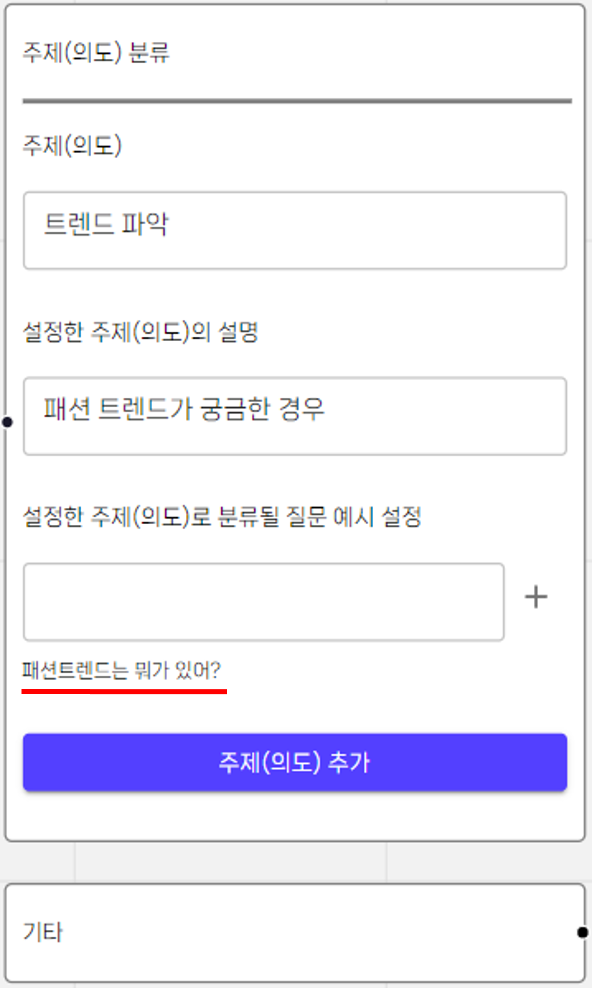 주제(의도) 분류
주제(의도)
트렌드 파악
설정한 주제(의도)의 설명
패션 트렌드가 궁금한 경우
설정한 주제(의도)로 분류될 질문 예시 설정
패션트렌드는 뭐가 있어?
주제(의도) 추가
기타